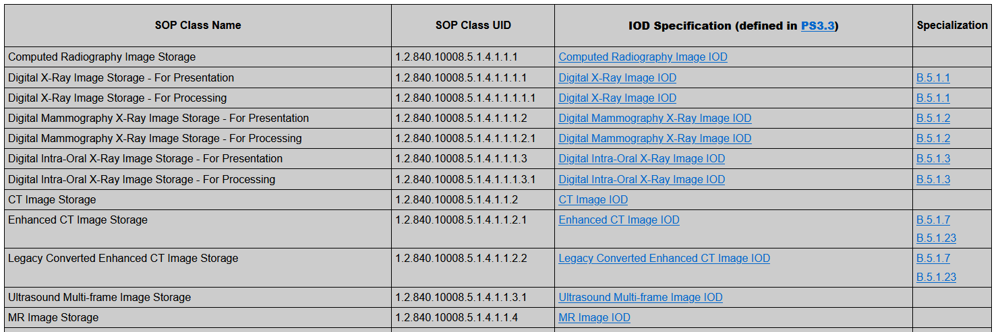 SOP Class Name SOP Class UID IOD Specification (defined in PS3.3) Specialization
Computed Radiography Image Storage 1.2.840.10008.5.1.4.1.1.1 Computed Radiography Image IOD
Digital X-Ray Image Storage - For Presentation 1.2.840.10008.5.1.4.1.1.1.1 Digital X-Ray Image IOD B.5.1.1
Digital X-Ray Image Storage - For Processing 1.2.840.10008.5.1.4.1.1.1.1.1 Digital X-Ray Image IOD B.5.1.1
Digital Mammography X-Ray Image Storage - For Presentation 1.2.840.10008.5.1.4.1.1.1.2 Digital Mammography X-Ray Image IOD B.5.1.2
Digital Mammography X-Ray Image Storage - For Processing 1.2.840.10008.5.1.4.1.1.1.2.1 Digital Mammography X-Ray Image IOD B.5.1.2
Digital Intra-Oral X-Ray Image Storage - For Presentation 1.2.840.10008.5.1.4.1.1.1.3 Digital Intra-Oral X-Ray Image IOD B.5.1.3
Digital Intra-Oral X-Ray Image Storage - For Processing 1.2.840.10008.5.1.4.1.1.1.3.1 Digital Intra-Oral X-Ray Image IOD B.5.1.3
CT Image Storage 1.2.840.10008.5.1.4.1.1.2 CT Image IOD
Enhanced CT Image Storage 1.2.840.10008.5.1.4.1.1.2.1 Enhanced CT Image IOD B.5.1.7
B.5.1.23
Legacy Converted Enhanced CT Image Storage 1.2.840.10008.5.1.4.1.1.2.2 Legacy Converted Enhanced CT Image IOD B.5.1.7
B.5.1.23
Ultrasound Multi-frame Image Storage 1.2.840.10008.5.1.4.1.1.3.1 Ultrasound Multi-frame Image IOD
MR Image Storage 1.2.840.10008.5.1.4.1.1.4 MR Image IOD